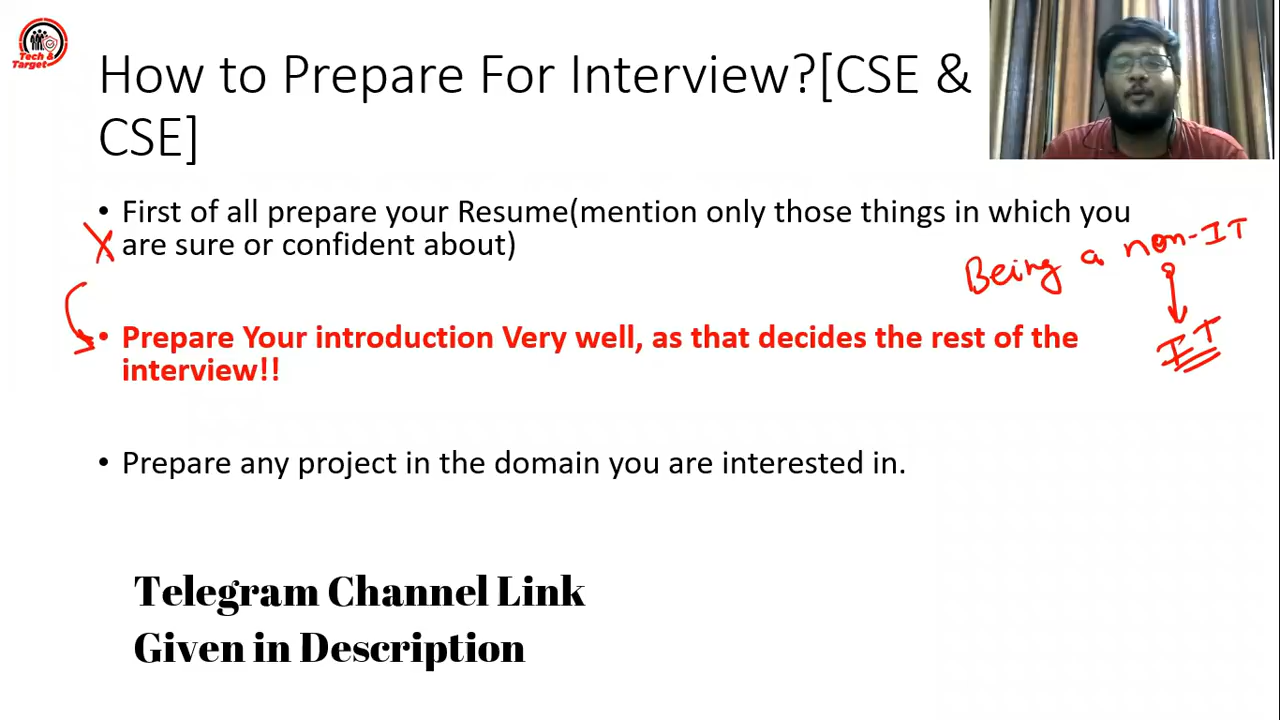 Tech &
Target
How to Prepare For Interview?[CSE &
CSE]
• First of all prepare your Resume(mention only those things in which you
are sure or confident about)
Being a non-IT
IT
• Prepare Your introduction Very well, as that decides the rest of the
interview!!
• Prepare any project in the domain you are interested in.
Telegram Channel Link
Given in Description